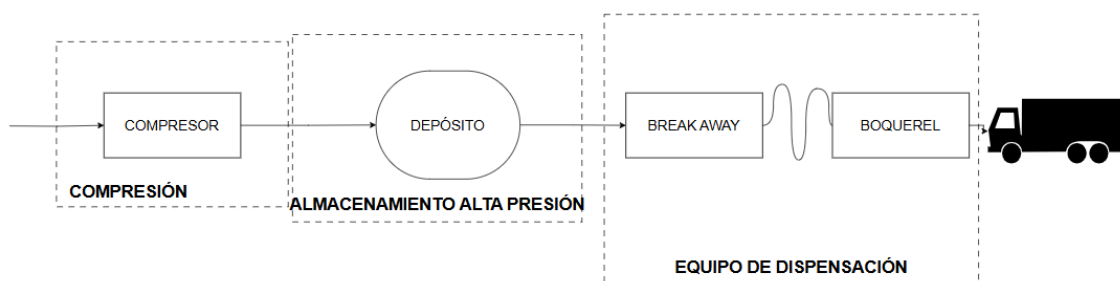 COMPRESOR
COMPRESIÓN
DEPÓSITO
ALMACENAMIENTO ALTA PRESIÓN
BREAK AWAY
BOQUEREL
EQUIPO DE DISPENSACIÓN